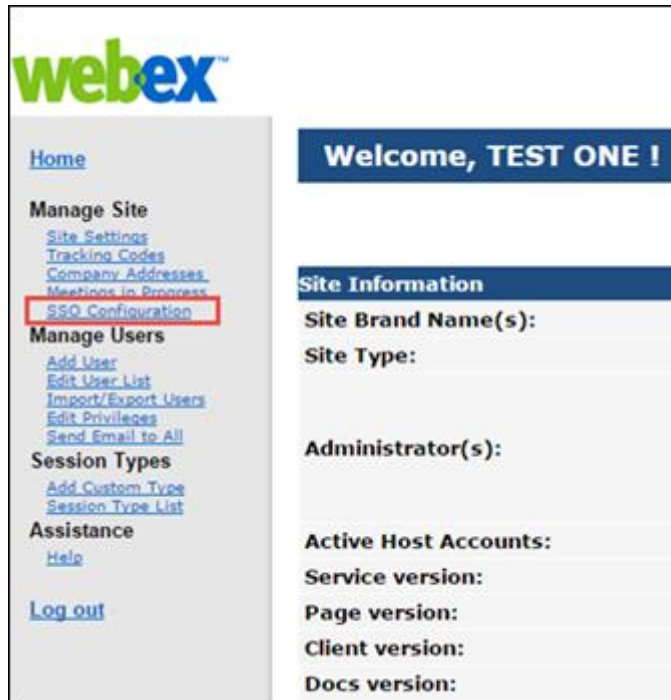 webex™
Home
Manage Site
Site Settings
Tracking Codes
Company Addresses
Meetings in Progress
SSO Configuration
Manage Users
Add User
Edit User List
Import/Export Users
Edit Privileges
Send Email to All
Session Types
Add Custom Type
Session Type List
Assistance
Help
Log out
Welcome, TEST ONE !
Site Information
Site Brand Name(s):
Site Type:
Administrator(s):
Active Host Accounts:
Service version:
Page version:
Client version:
Docs version: